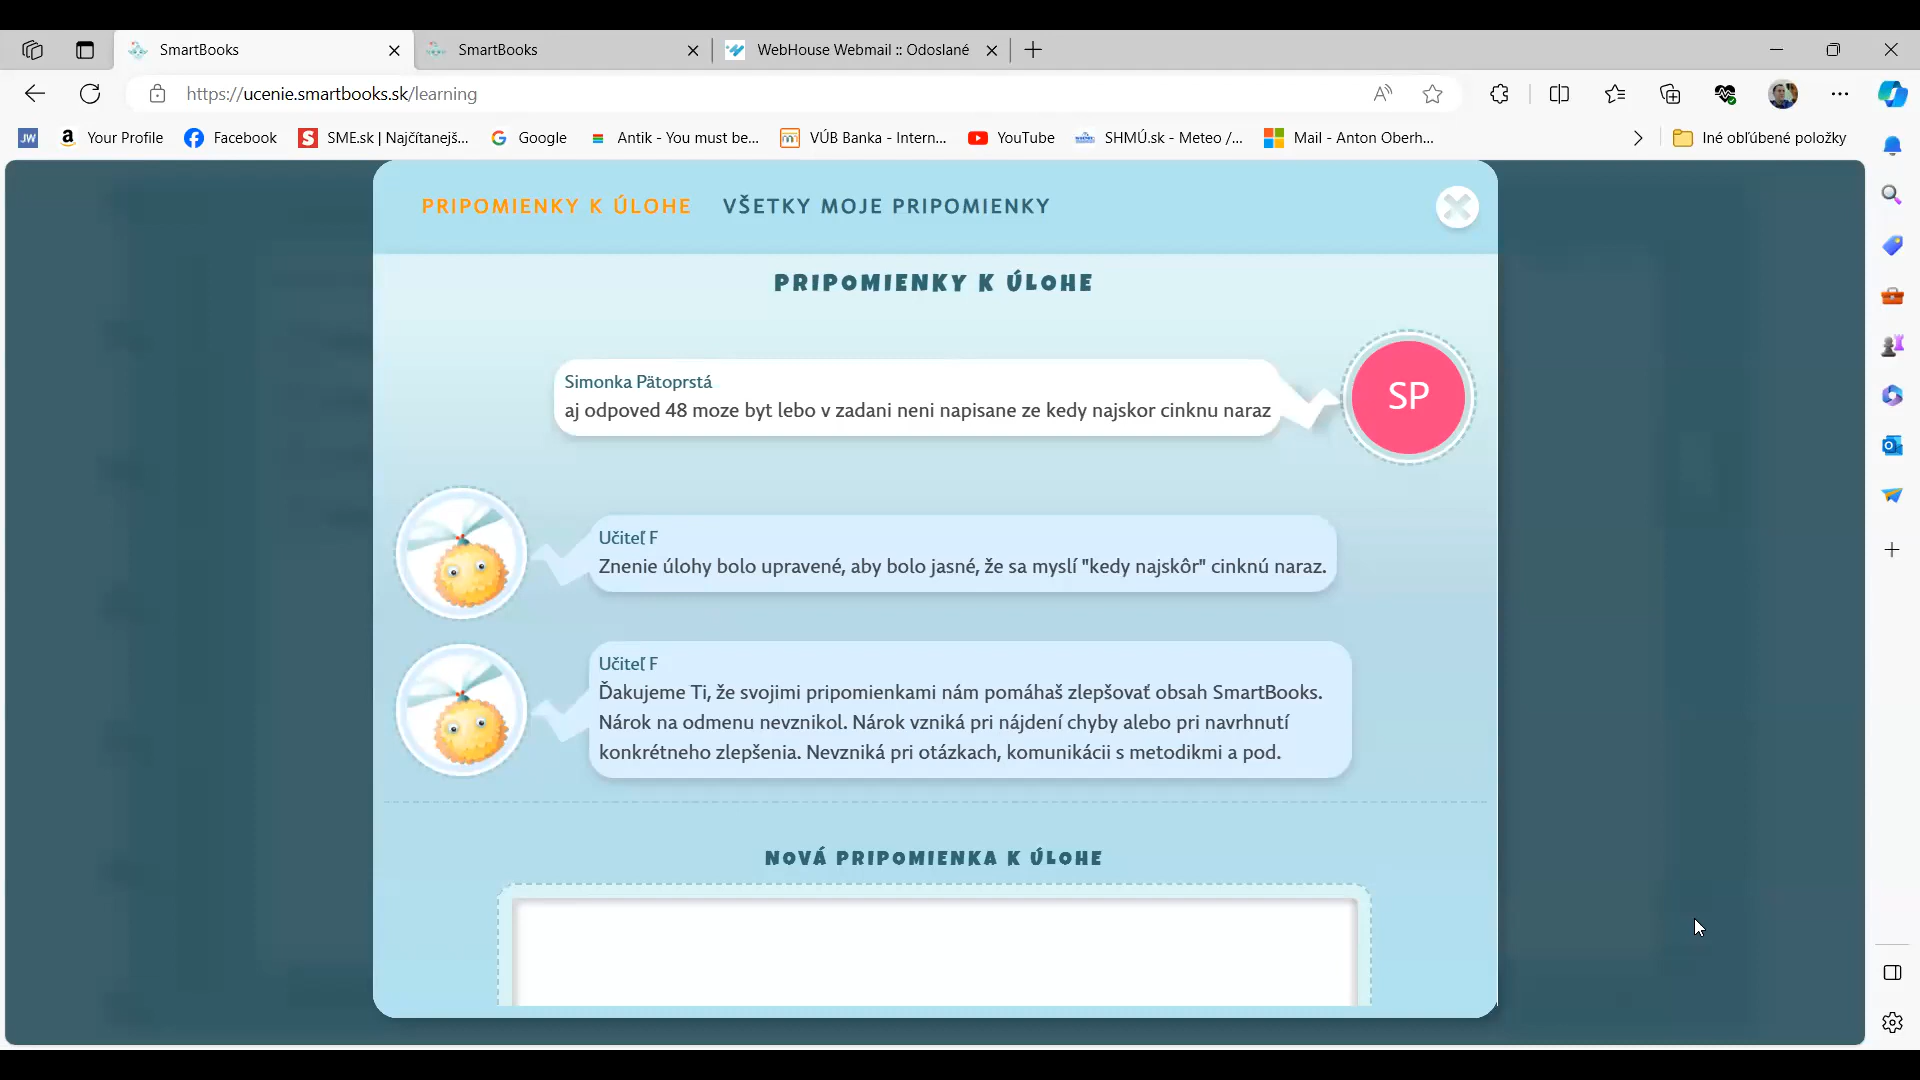 SmartBooks
SmartBooks
WebHouse Webmail :: Odoslané
https://ucenie.smartbooks.sk/learning
JW
Your Profile
Facebook
SME.sk | Najčítanejš...
Google
Antik - You must be...
VÚB Banka - Intern...
YouTube
SHMÚ.sk - Meteo /...
Mail - Anton Oberh...
Iné obľúbené položky
PRIPOMIENKY K ÚLOHE
VŠETKY MOJE PRIPOMIENKY
PRIPOMIENKY K ÚLOHE
Simonka Pätoprstá
aj odpoved 48 moze byt lebo v zadani neni napisane ze kedy najskor cinknu naraz
SP
Učiteľ F
Znenie úlohy bolo upravené, aby bolo jasné, že sa myslí "kedy najskôr" cinknú naraz.
Učiteľ F
Ďakujeme Ti, že svojimi pripomienkami nám pomáhaš zlepšovať obsah SmartBooks.
Nárok na odmenu nevznikol. Nárok vzniká pri nájdení chyby alebo pri navrhnutí
konkrétneho zlepšenia. Nevzniká pri otázkach, komunikácii s metodikmi a pod.
NOVÁ PRIPOMIENKA K ÚLOHE